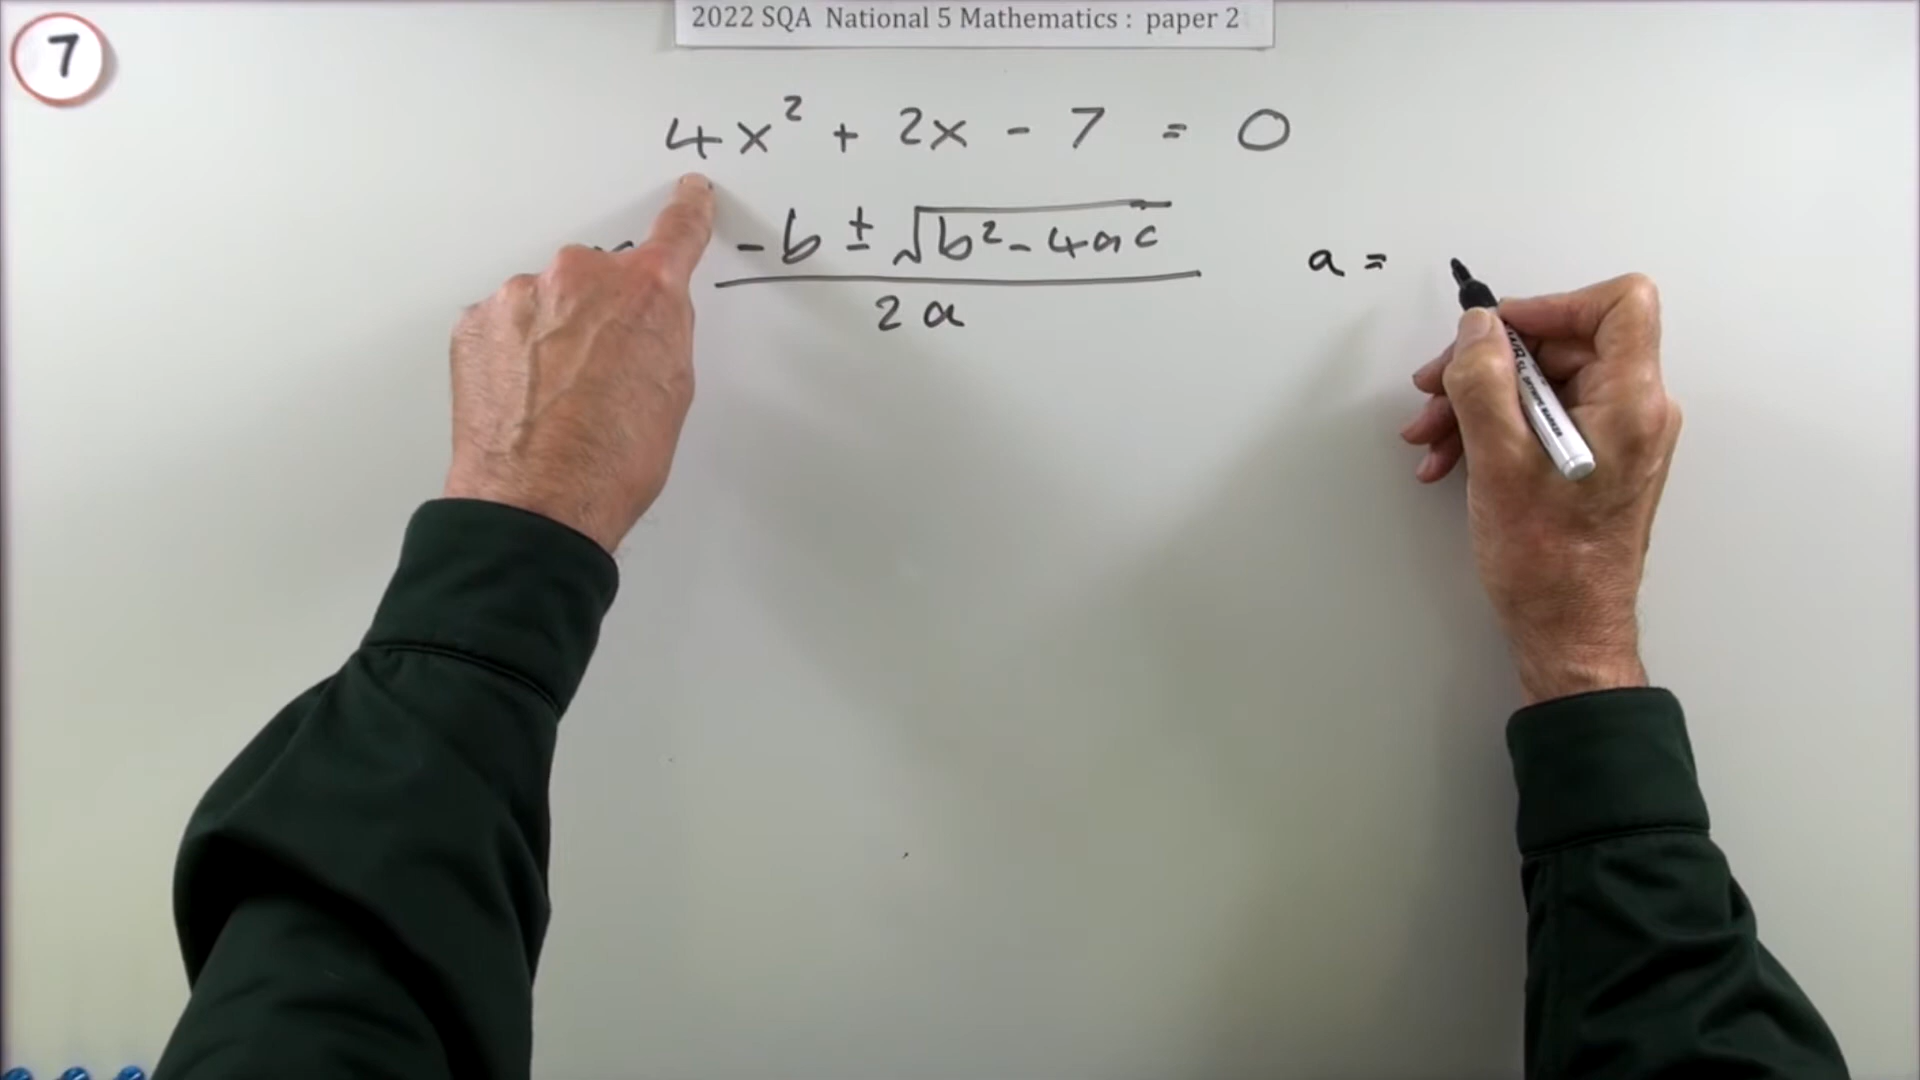 2022 SQA National 5 Mathematics : paper 2
7
4x² + 2x - 7 = 0
-b ± √b² - 4ac
2a
a =